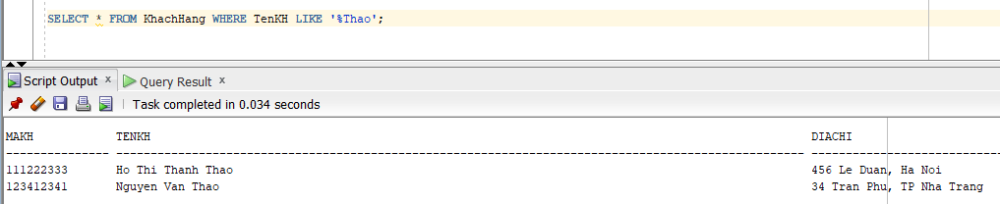 SELECT * FROM KhachHang WHERE TenKH LIKE '%Thao';
Script Output x Query Result x
Task completed in 0.034 seconds
MAKH TENKH DIACHI
--------------- ---------------------------------------------------------------------------------------------------- ----------------------------
111222333 Ho Thi Thanh Thao 456 Le Duan, Ha Noi
123412341 Nguyen Van Thao 34 Tran Phu, TP Nha Trang